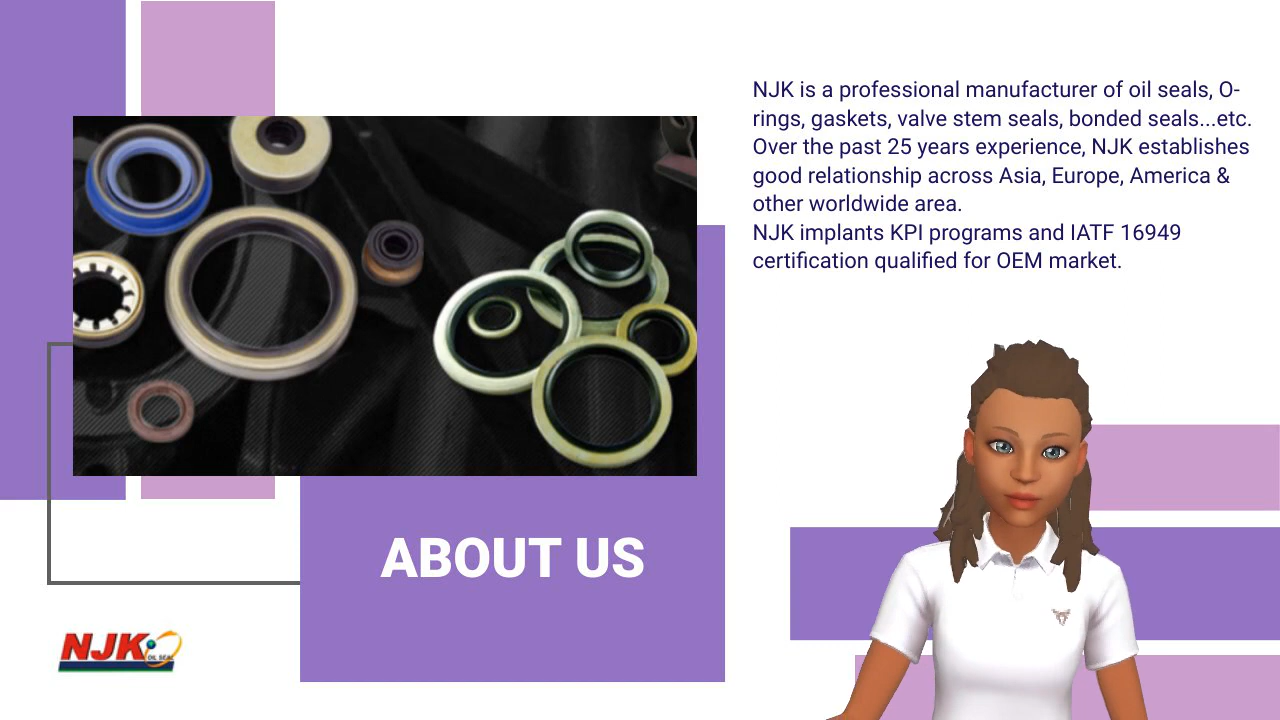 NJK is a professional manufacturer of oil seals, O-
rings, gaskets, valve stem seals, bonded seals...etc.
Over the past 25 years experience, NJK establishes
good relationship across Asia, Europe, America &
other worldwide area.
NJK implants KPI programs and IATF 16949
certification qualified for OEM market.
ABOUT US
NJK
OIL SEAL